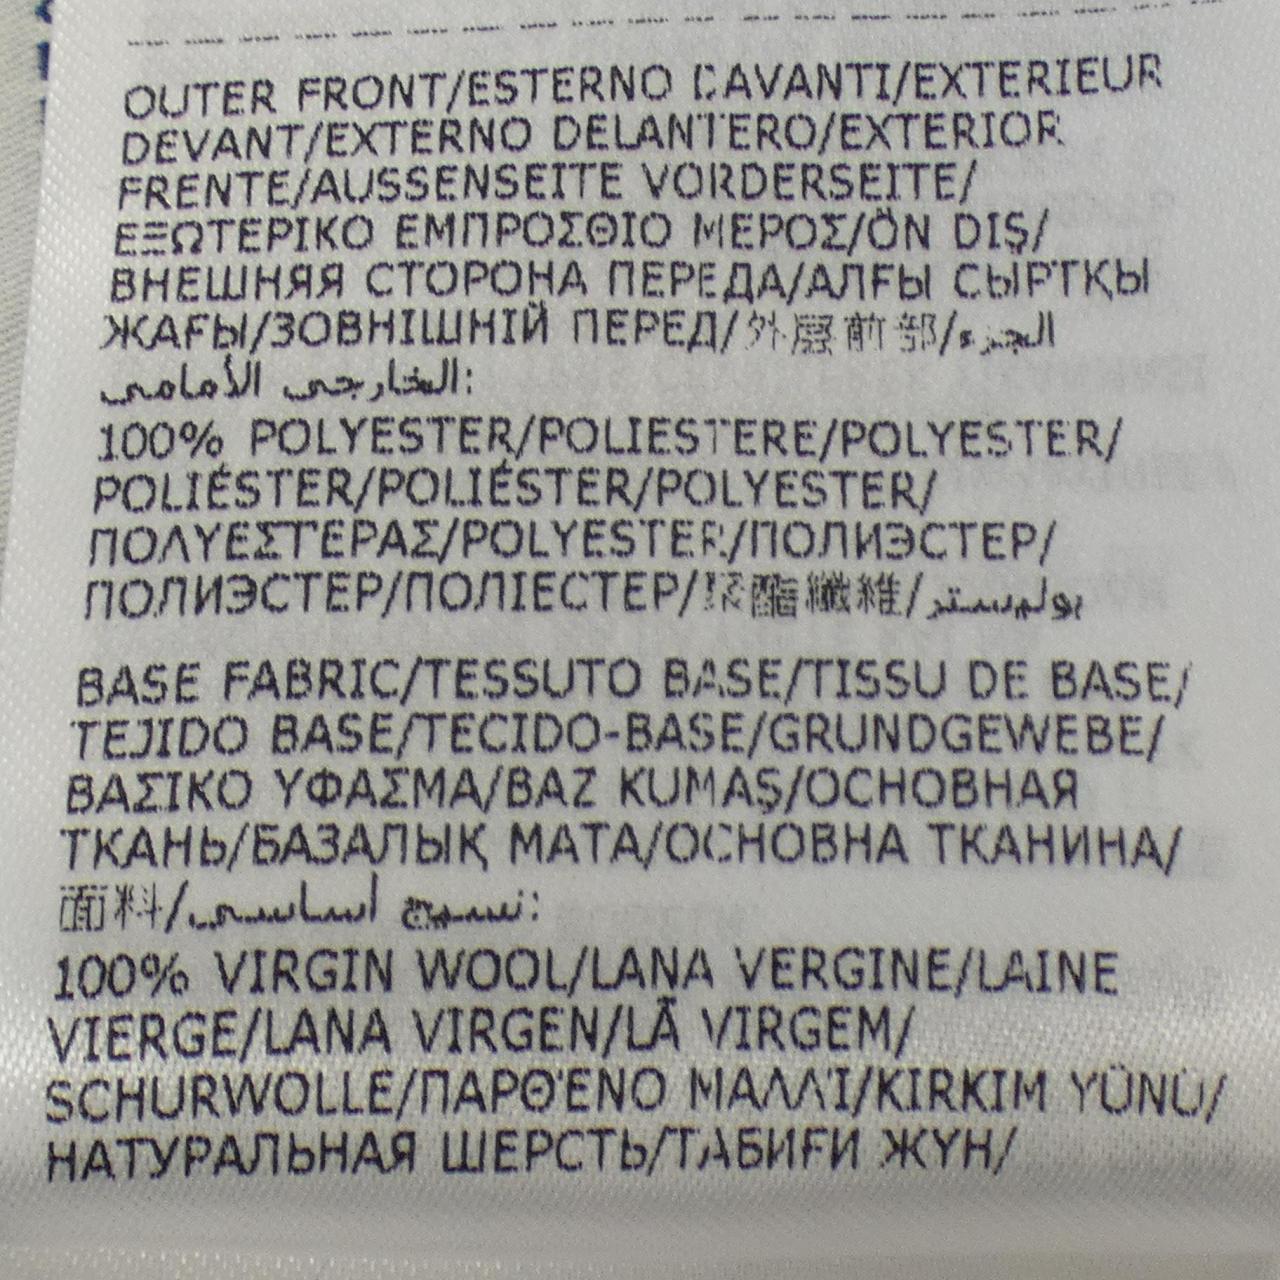 OUTER FRONT/ESTERNO DAVANTI/EXTERIEUR
DEVANT/EXTERNO DELANTERO/EXTERIOR
FRENTE/AUSSENSEITE VORDERSEITE/
ΕΞΩΤΕΡΙΚΟ ΕΜΠΡΟΣΘΙΟ ΜΕΡΟΣ/ÖN DIŞ/
ВНЕШНЯЯ СТОРОНА ПЕРЕДА/АЛҒЫ СЫРТҚЫ
ЖАҒЫ/ЗОВНІШНІЙ ПЕРЕД/外層前部/الجزء
الخارجي الأمامي:
100% POLYESTER/POLIESTERE/POLYESTER/
POLIÉSTER/POLIÉSTER/POLYESTER/
ΠΟΛΥΕΣΤΕΡΑΣ/POLYESTER/ПОЛИЭСТЕР/
ПОЛИЭСТЕР/ПОЛІЕСТЕР/聚酯纖維/بوليستر
BASE FABRIC/TESSUTO BASE/TISSU DE BASE/
TEJIDO BASE/TECIDO-BASE/GRUNDGEWEBE/
ΒΑΣΙΚΟ ΥΦΑΣΜΑ/BAZ KUMAŞ/ОСНОВНАЯ
ТКАНЬ/БАЗАЛЫҚ МАТА/ОСНОВНА ТКАНИНА/
面料/نسيج أساسي:
100% VIRGIN WOOL/LANA VERGINE/LAINE
VIERGE/LANA VIRGEN/LÃ VIRGEM/
SCHURWOLLE/ΠΑΡΘΈΝΟ ΜΑΛΛΊ/KIRKIM YÜNÜ/
НАТУРАЛЬНАЯ ШЕРСТЬ/ТАБИҒИ ЖҮН/